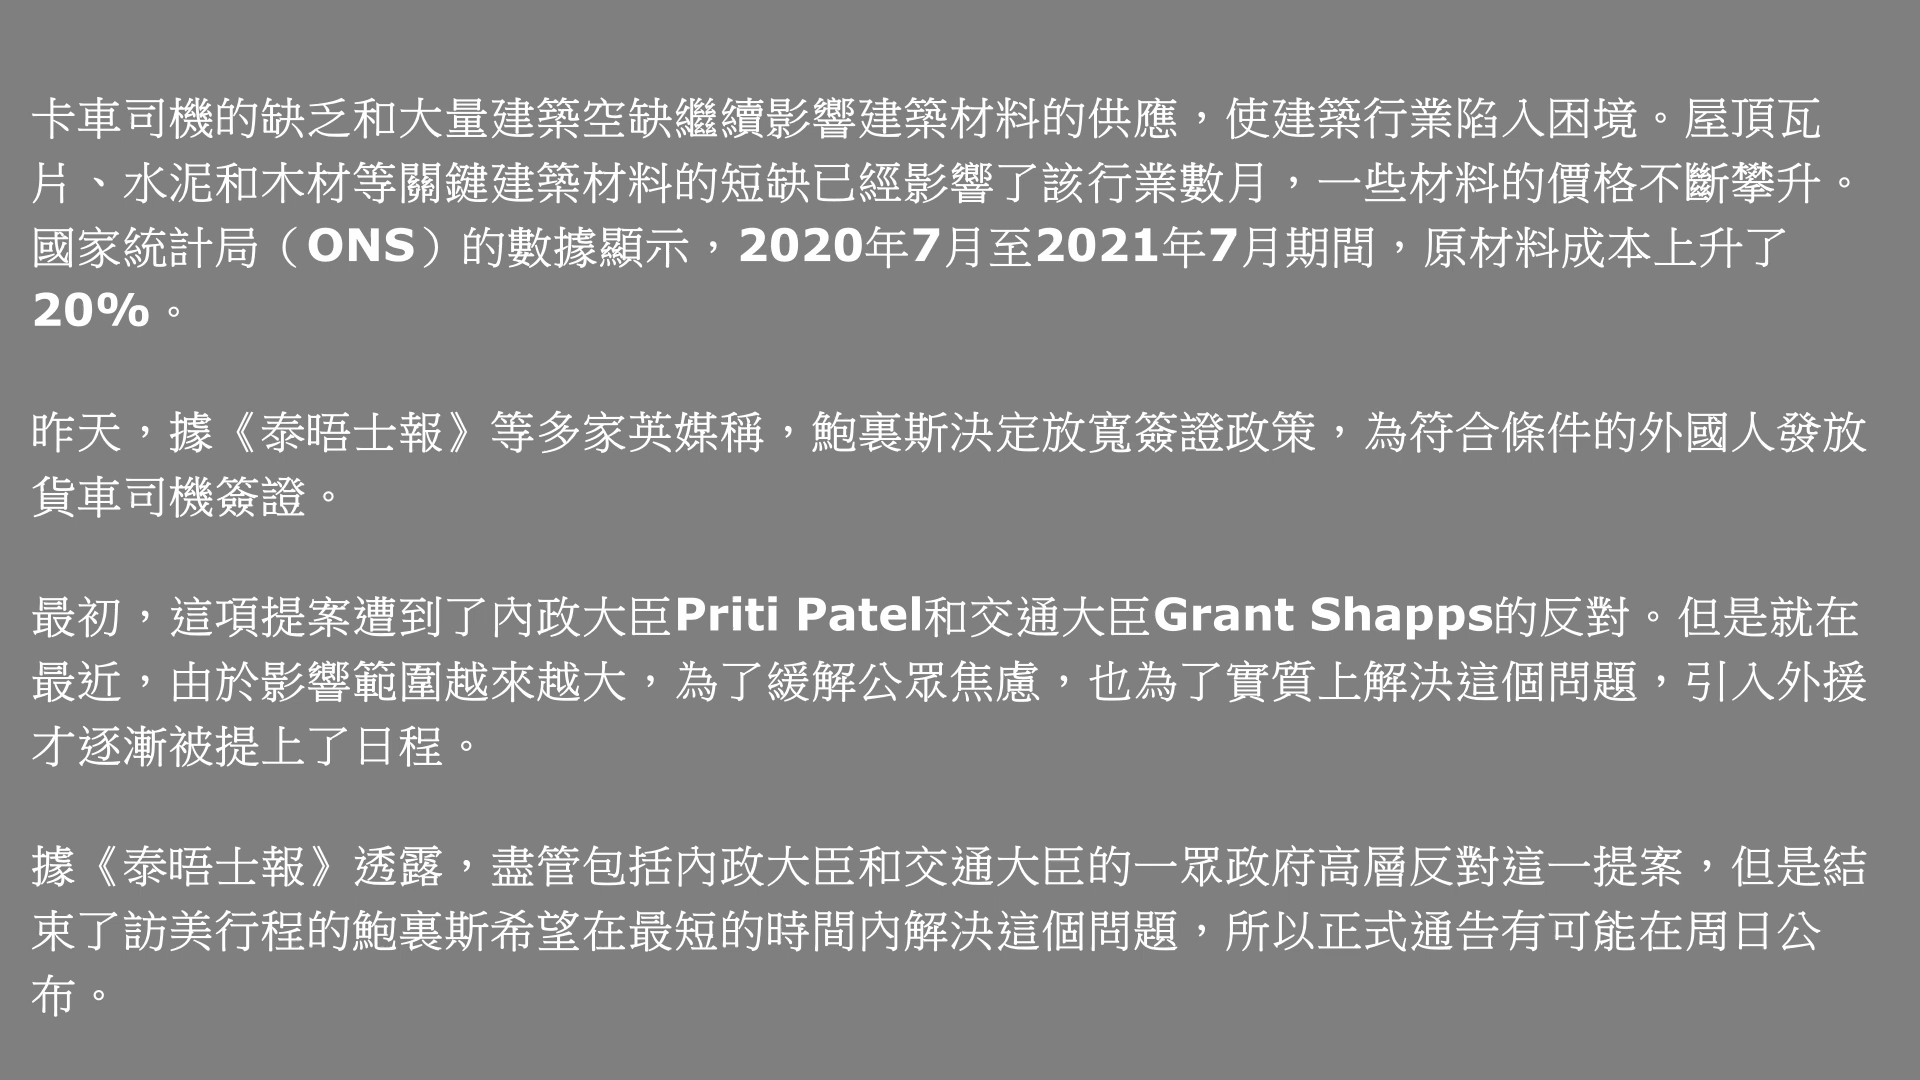 卡車司機的缺乏和大量建築空缺繼續影響建築材料的供應，使建築行業陷入困境。屋頂瓦
片、水泥和木材等關鍵建築材料的短缺已經影響了該行業數月，一些材料的價格不斷攀升。
國家統計局（ONS）的數據顯示，2020年7月至2021年7月期間，原材料成本上升了
20%。
昨天，據《泰晤士報》等多家英媒稱，鮑裏斯決定放寬簽證政策，為符合條件的外國人發放
貨車司機簽證。
最初，這項提案遭到了內政大臣Priti Patel和交通大臣Grant Shapps的反對。但是就在
最近，由於影響範圍越來越大，為了緩解公眾焦慮，也為了實質上解決這個問題，引入外援
才逐漸被提上了日程。
據《泰晤士報》透露，盡管包括內政大臣和交通大臣的一眾政府高層反對這一提案，但是結
束了訪美行程的鮑裏斯希望在最短的時間內解決這個問題，所以正式通告有可能在周日公
布。